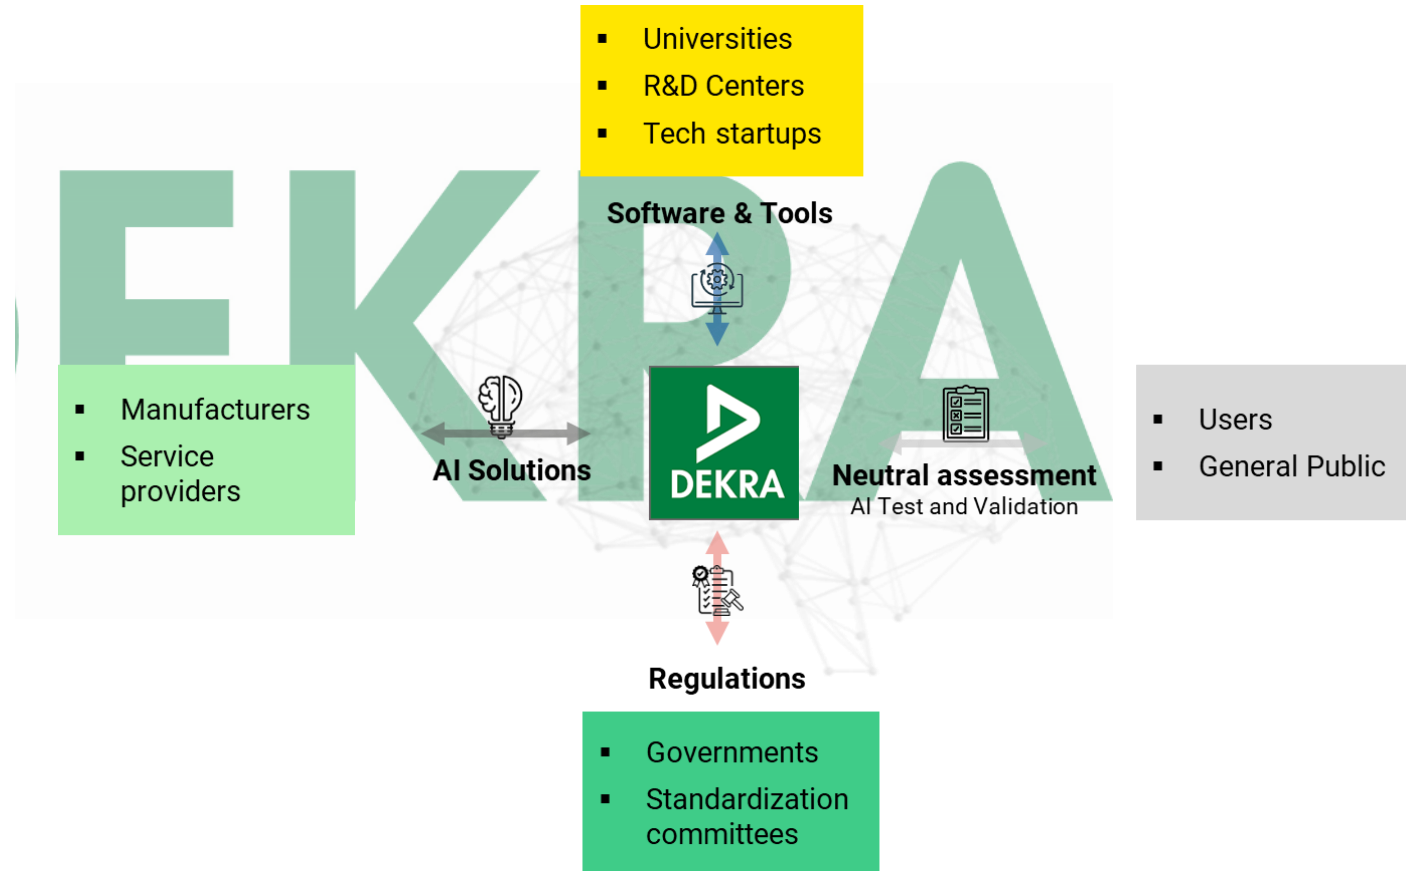 Universities
R&D Centers
Tech startups
Software & Tools
EKRA
Manufacturers
Service
providers
AI Solutions
DEKRA
Neutral assessment
AI Test and Validation
Users
General Public
Regulations
Governments
Standardization
committees